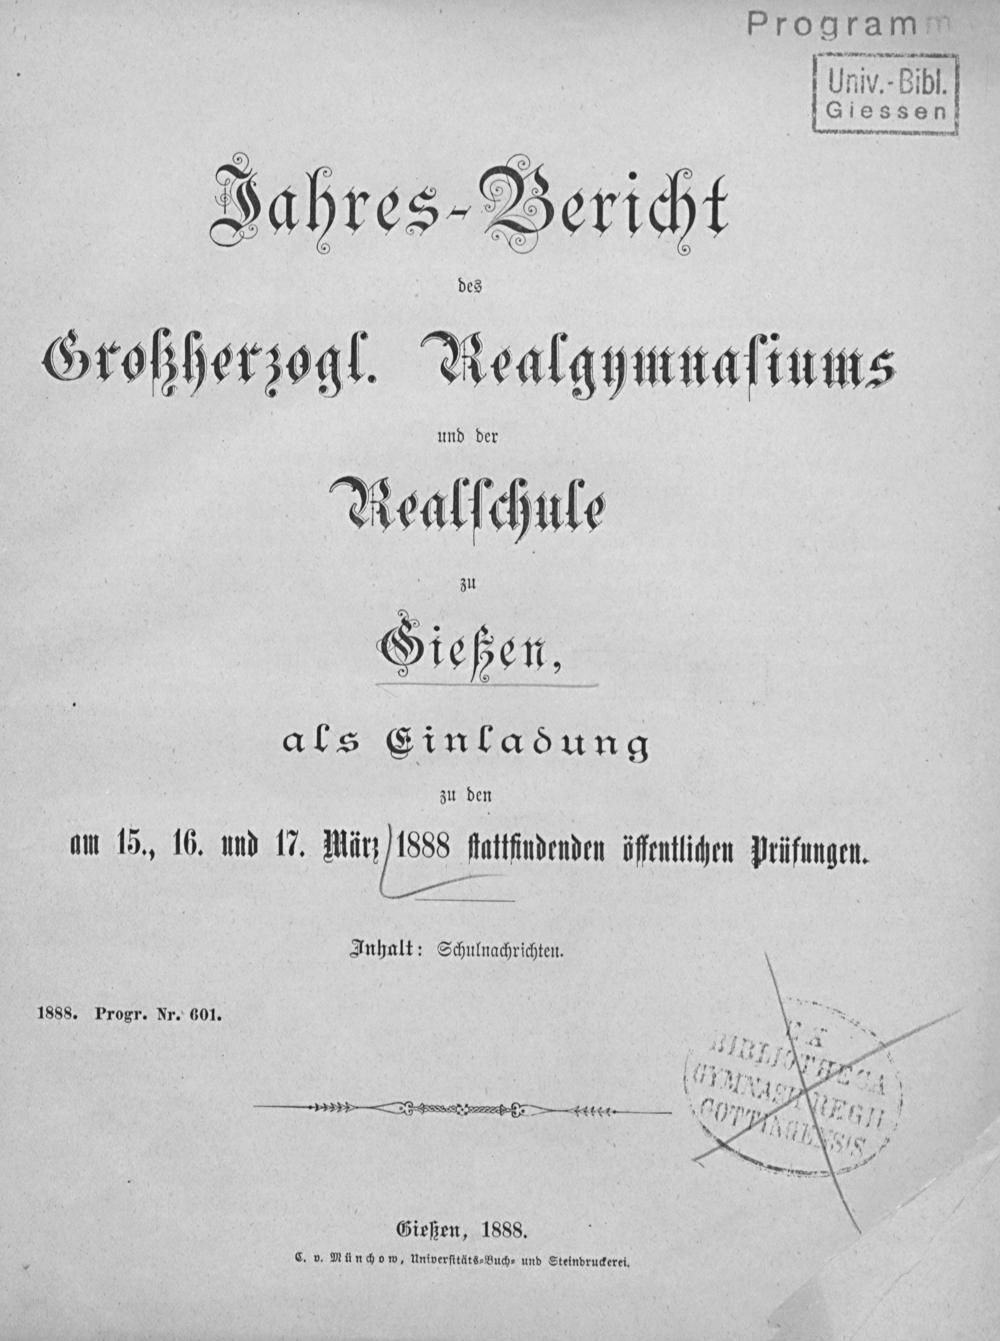 Programm
Univ.-Bibl.
Giessen
Jahres-Bericht
des
Großherzogl. Realgymnasiums
und der
Realschule
zu
Gießen,
als Einladung
zu den
am 15., 16. und 17. März 1888 stattfindenden öffentlichen Prüfungen.
Inhalt: Schulnachrichten.
1888. Progr. Nr. 601.
EX
BIBLIOTHECA
GYMNASII REGII
GOTTINGENSIS
Gießen, 1888.
C. v. Münchow, Universitäts-Buch- und Steindruckerei.